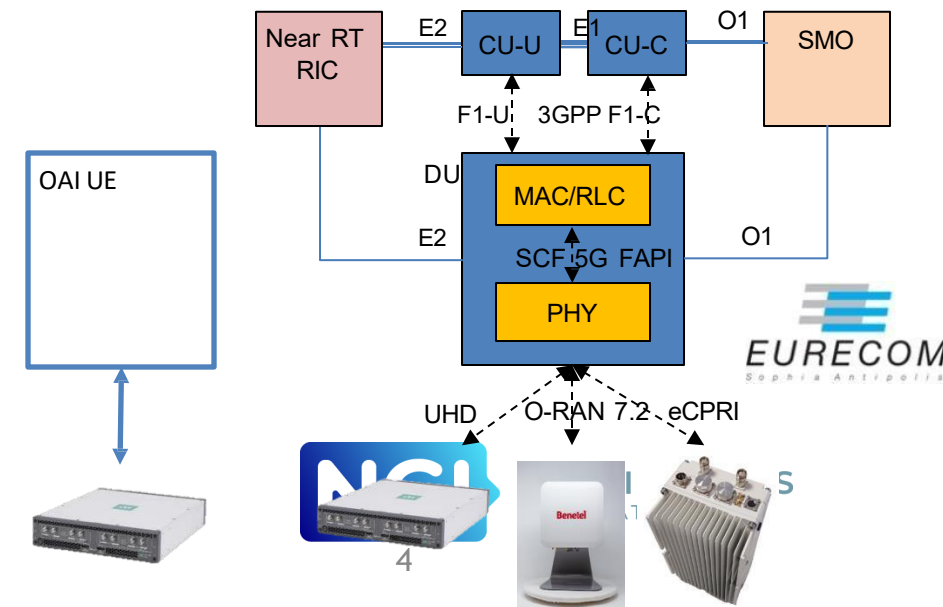 E2
E1
O1
Near RT
RIC
CU-U
CU-C
SMO
F1-U
3GPP F1-C
OAI UE
DU
MAC/RLC
E2
SCF 5G FAPI
O1
PHY
EURECOM
Sophia Antipolis
UHD
O-RAN 7.2
eCPRI
NGI
Benetel
S
4